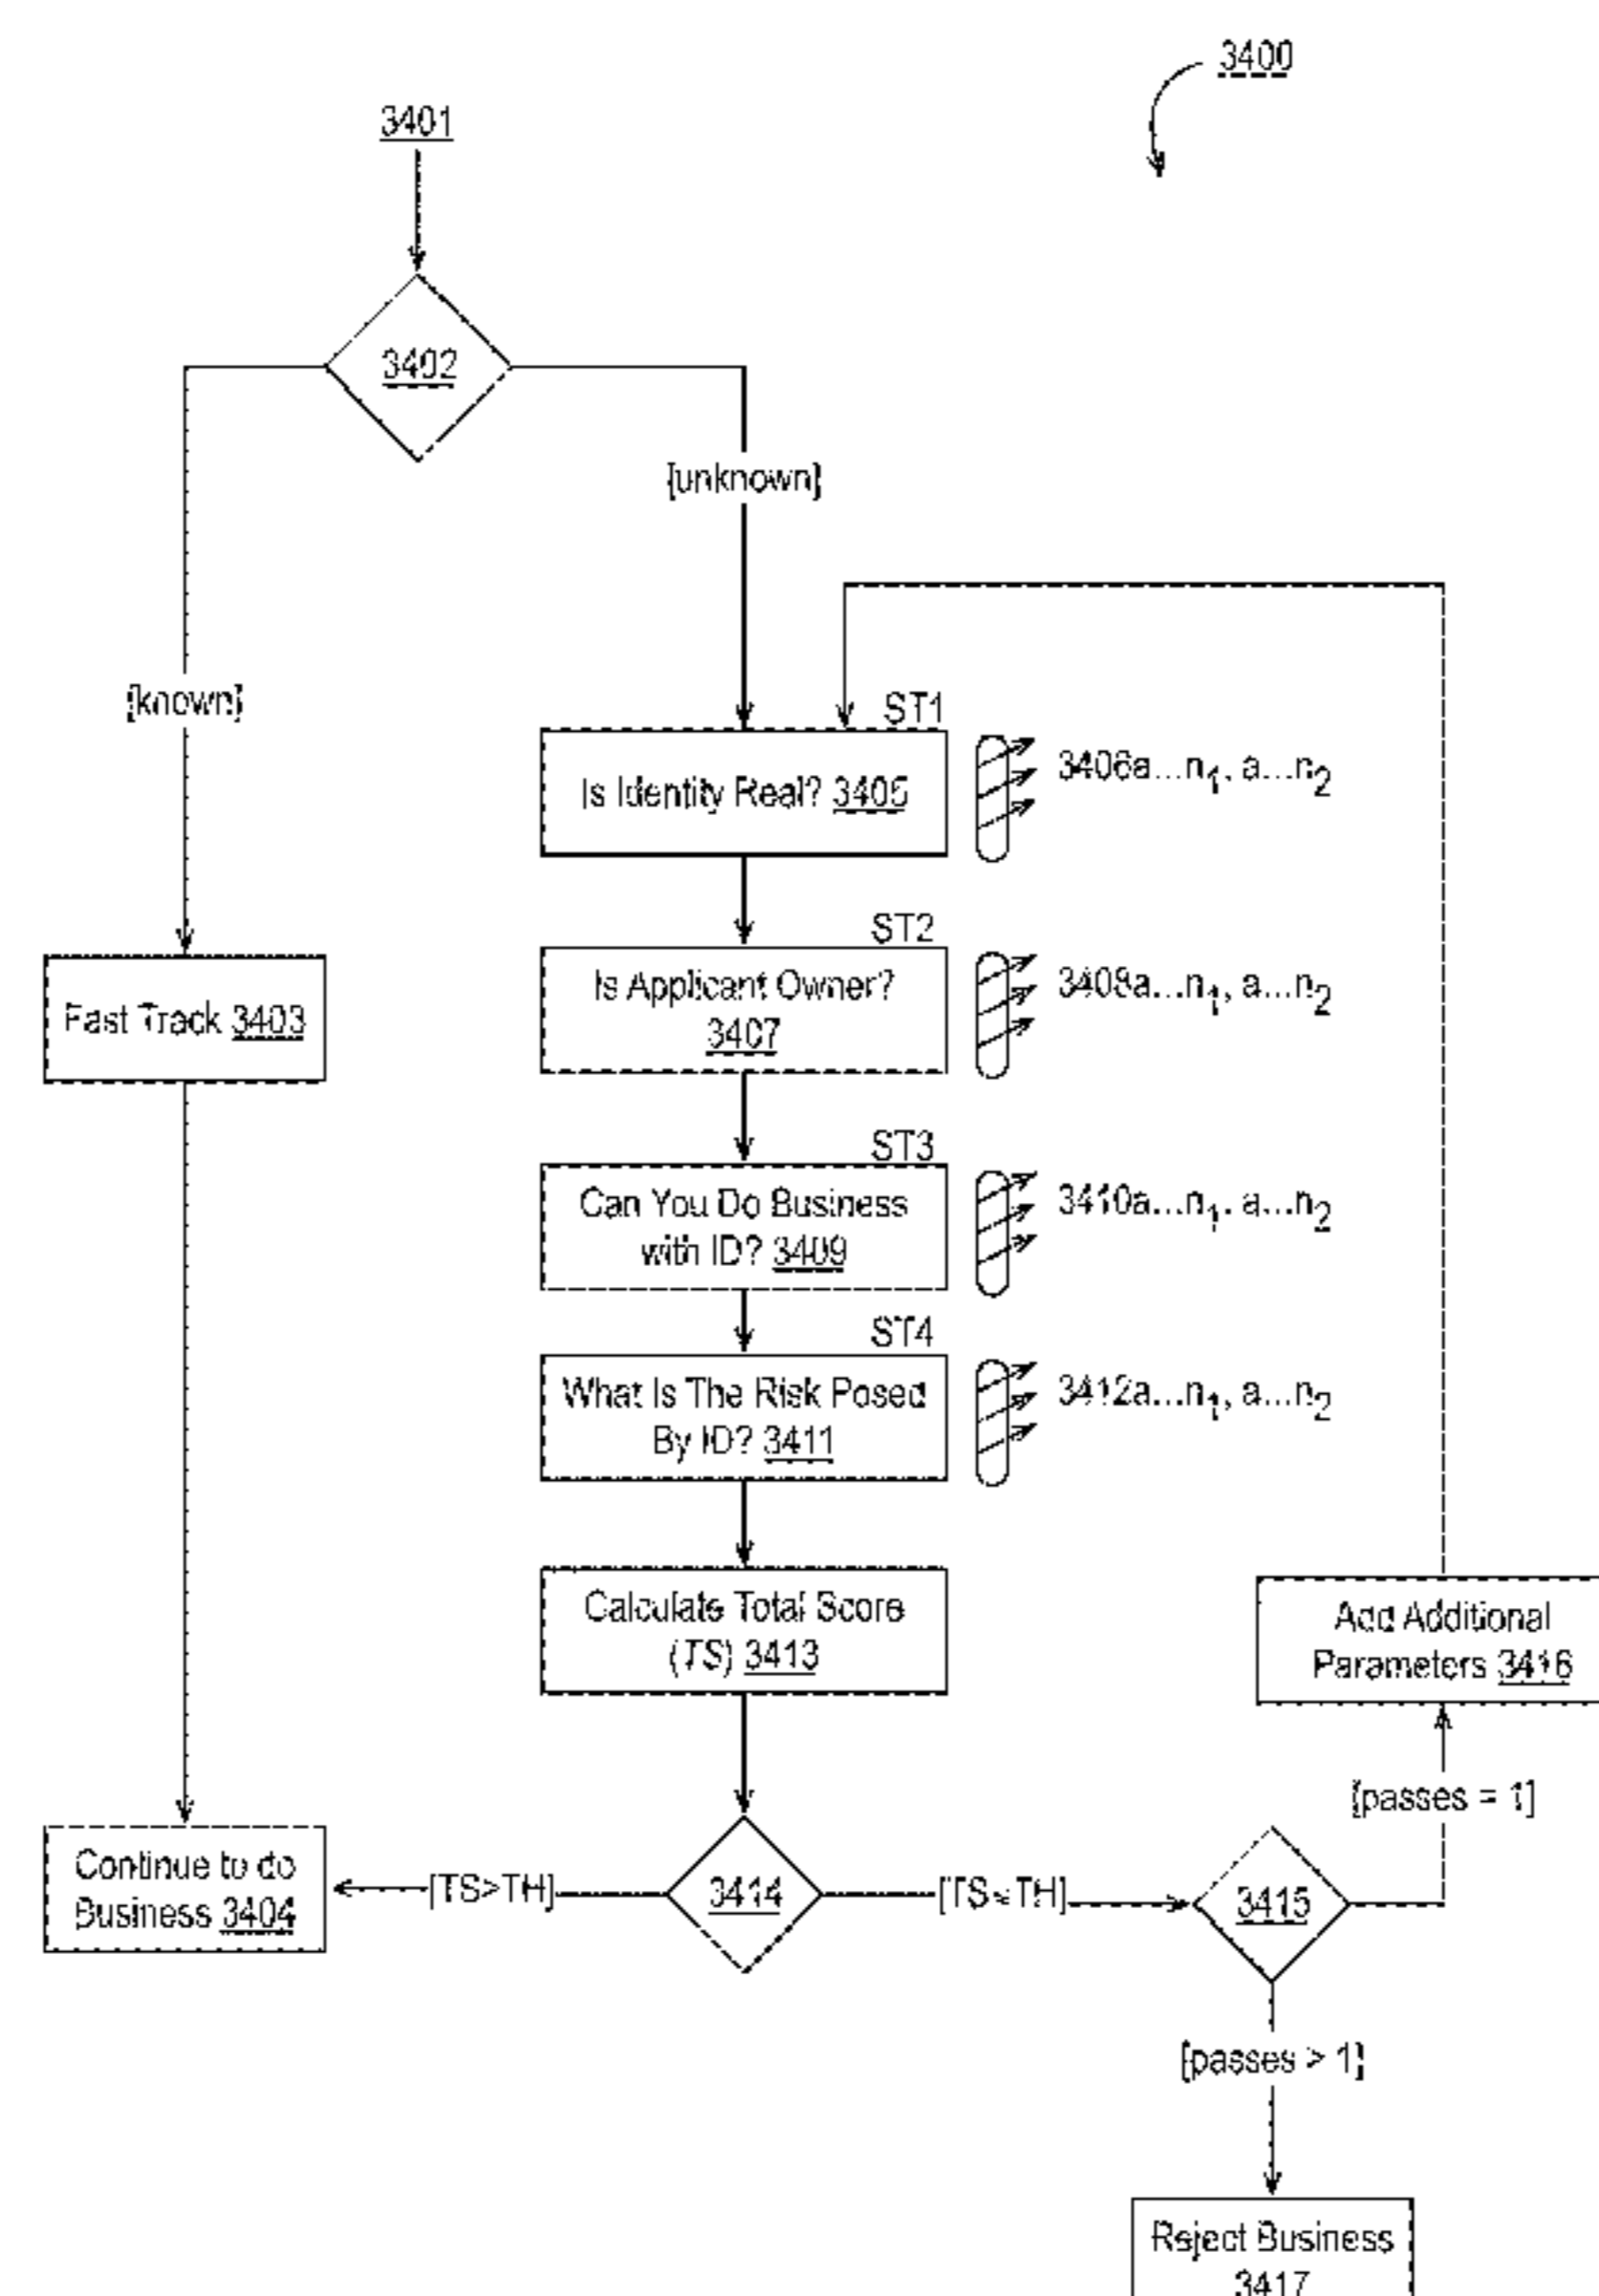 3400
3401
3402
[unknown]
[known]
ST1
Is Identity Real? 3405
3406a...n1, a...n2
ST2
Is Applicant Owner?
3407
3408a...n1, a...n2
Fast Track 3403
ST3
Can You Do Business
with ID? 3409
3410a...n1, a...n2
ST4
What Is The Risk Posed
By ID? 3411
3412a...n1, a...n2
Calculate Total Score
(TS) 3413
Add Additional
Parameters 3416
[passes = 1]
Continue to do
Business 3404
[TS>TH]
3414
[TS≤TH]
3415
[passes > 1]
Reject Business
3417